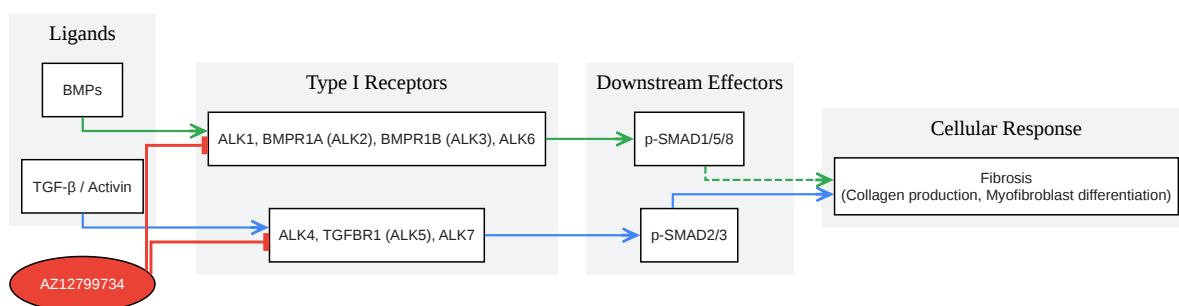 Ligands
BMPs
TGF-β / Activin
AZ12799734
Type I Receptors
ALK1, BMPR1A (ALK2), BMPR1B (ALK3), ALK6
ALK4, TGFBR1 (ALK5), ALK7
Downstream Effectors
p-SMAD1/5/8
p-SMAD2/3
Cellular Response
Fibrosis
(Collagen production, Myofibroblast differentiation)